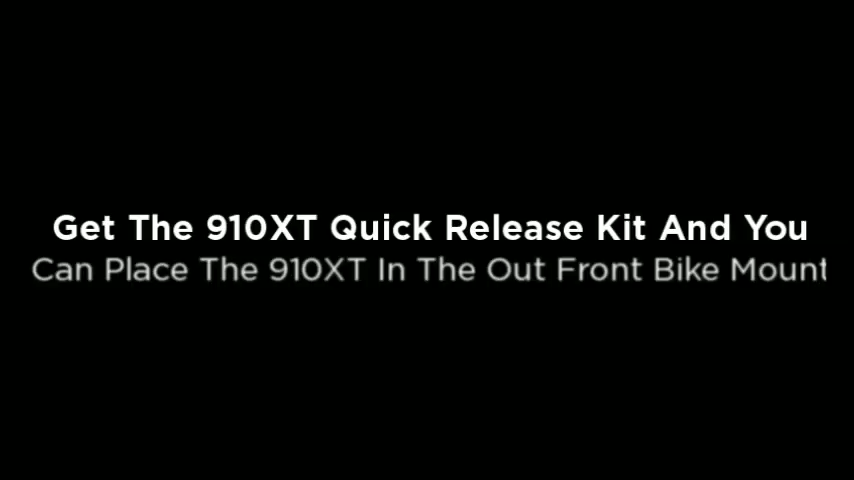 Get The 910XT Quick Release Kit And You
Can Place The 910XT In The Out Front Bike Mount